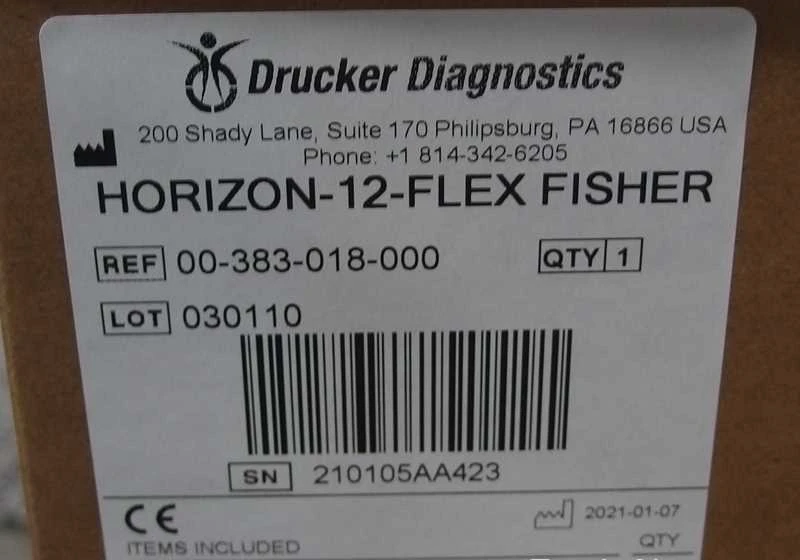 Drucker Diagnostics
200 Shady Lane, Suite 170 Philipsburg, PA 16866 USA
Phone: +1 814-342-6205
HORIZON-12-FLEX FISHER
REF 00-383-018-000 QTY 1
LOT 030110
SN 210105AA423
CE 2021-01-07
ITEMS INCLUDED QTY